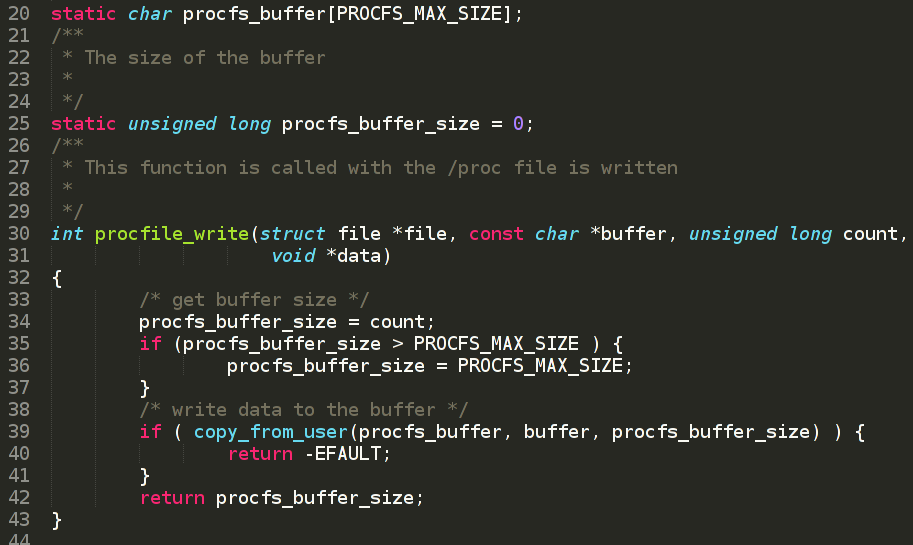 20 static char procfs_buffer[PROCFS_MAX_SIZE];
21 /**
22  * The size of the buffer
23  *
24  */
25 static unsigned long procfs_buffer_size = 0;
26 /**
27  * This function is called with the /proc file is written
28  *
29  */
30 int procfile_write(struct file *file, const char *buffer, unsigned long count,
31                     void *data)
32 {
33         /* get buffer size */
34         procfs_buffer_size = count;
35         if (procfs_buffer_size > PROCFS_MAX_SIZE ) {
36                 procfs_buffer_size = PROCFS_MAX_SIZE;
37         }
38         /* write data to the buffer */
39         if ( copy_from_user(procfs_buffer, buffer, procfs_buffer_size) ) {
40                 return -EFAULT;
41         }
42         return procfs_buffer_size;
43 }
44